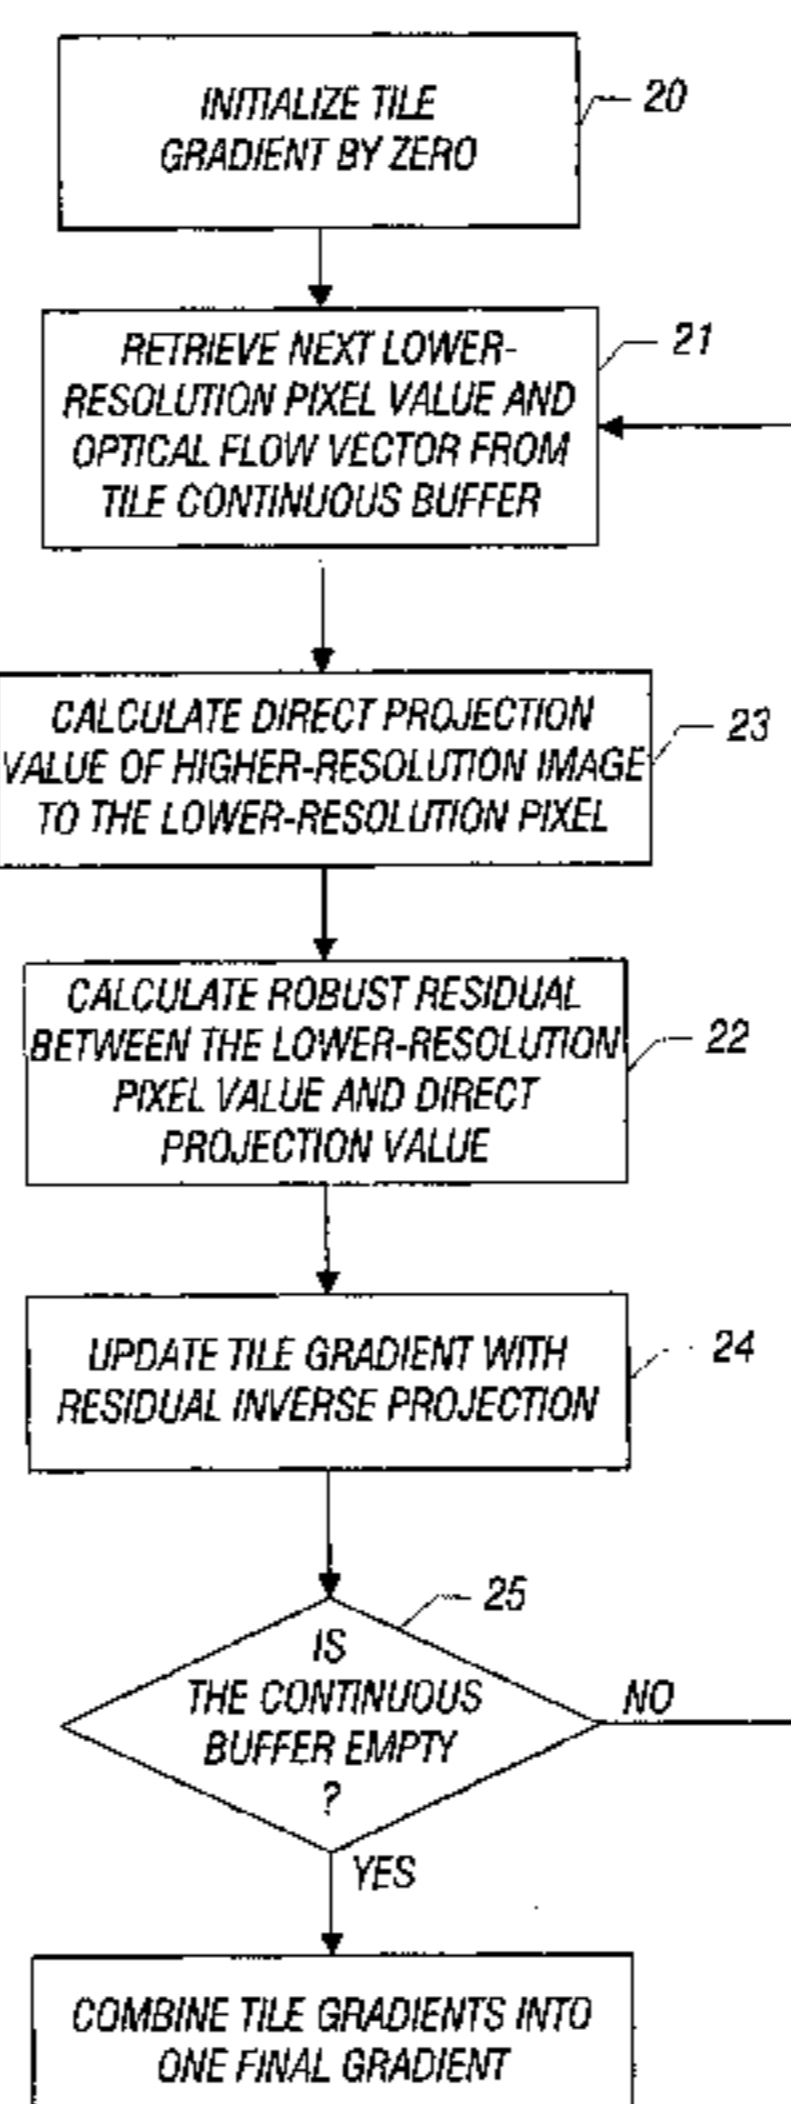 INITIALIZE TILE
GRADIENT BY ZERO
20
RETRIEVE NEXT LOWER-
RESOLUTION PIXEL VALUE AND
OPTICAL FLOW VECTOR FROM
TILE CONTINUOUS BUFFER
21
CALCULATE DIRECT PROJECTION
VALUE OF HIGHER-RESOLUTION IMAGE
TO THE LOWER-RESOLUTION PIXEL
23
CALCULATE ROBUST RESIDUAL
BETWEEN THE LOWER-RESOLUTION
PIXEL VALUE AND DIRECT
PROJECTION VALUE
22
UPDATE TILE GRADIENT WITH
RESIDUAL INVERSE PROJECTION
24
25
IS
THE CONTINUOUS
BUFFER EMPTY
?
NO
YES
COMBINE TILE GRADIENTS INTO
ONE FINAL GRADIENT